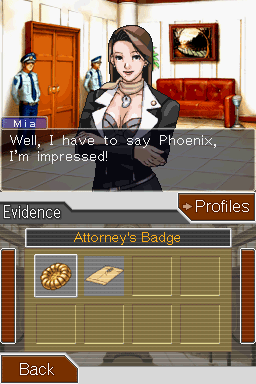 Mia
Well, I have to say Phoenix,
I'm impressed!
Evidence
Profiles
Attorney's Badge
Back